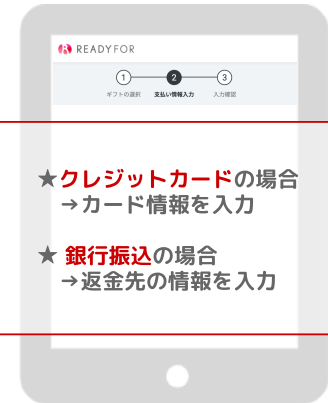 READYFOR
1 2 3
ギフトの選択 支払い情報入力 入力確認
★クレジットカードの場合
→カード情報を入力
★ 銀行振込の場合
→返金先の情報を入力